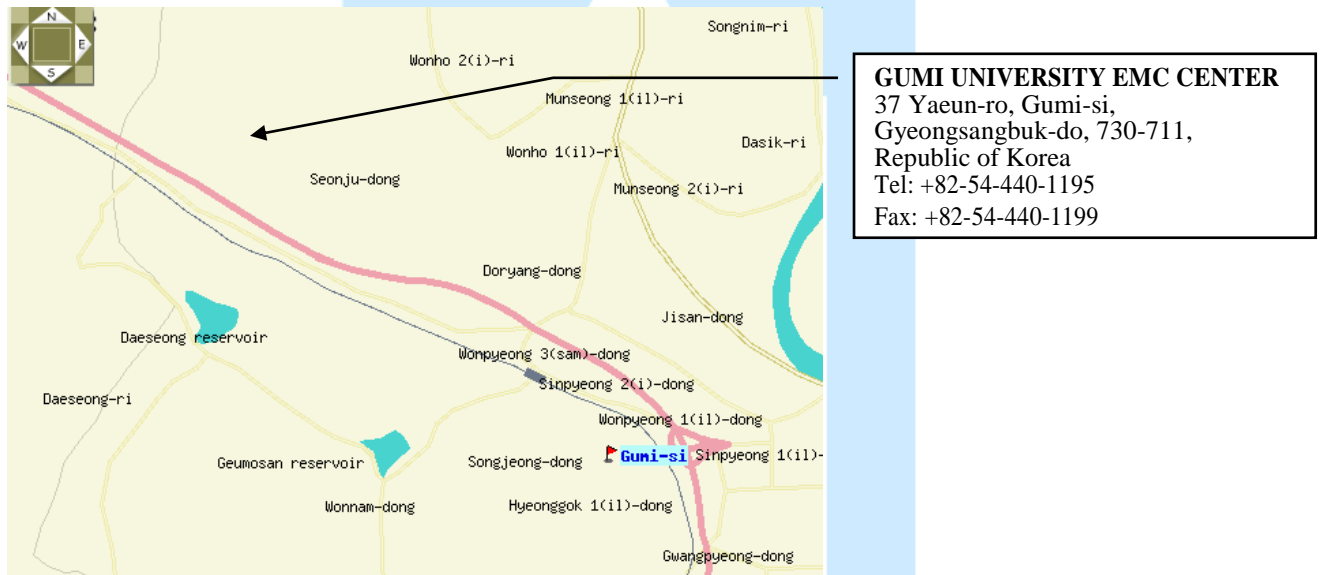 N
W E
S
Songnim-ri
Wonho 2(i)-ri
Munseong 1(il)-ri
Dasik-ri
Wonho 1(il)-ri
Seonju-dong
Munseong 2(i)-ri
Doryang-dong
Jisan-dong
Daeseong reservoir
Wonpyeong 3(sam)-dong
Sinpyeong 2(i)-dong
Daeseong-ri
Wonpyeong 1(il)-dong
Gumi-si
Sinpyeong 1(il)-
Geumosan reservoir
Songjeong-dong
Wonnam-dong
Hyeonggok 1(il)-dong
Gwangpyeong-dong
GUMI UNIVERSITY EMC CENTER
37 Yaeun-ro, Gumi-si,
Gyeongsangbuk-do, 730-711,
Republic of Korea
Tel: +82-54-440-1195
Fax: +82-54-440-1199